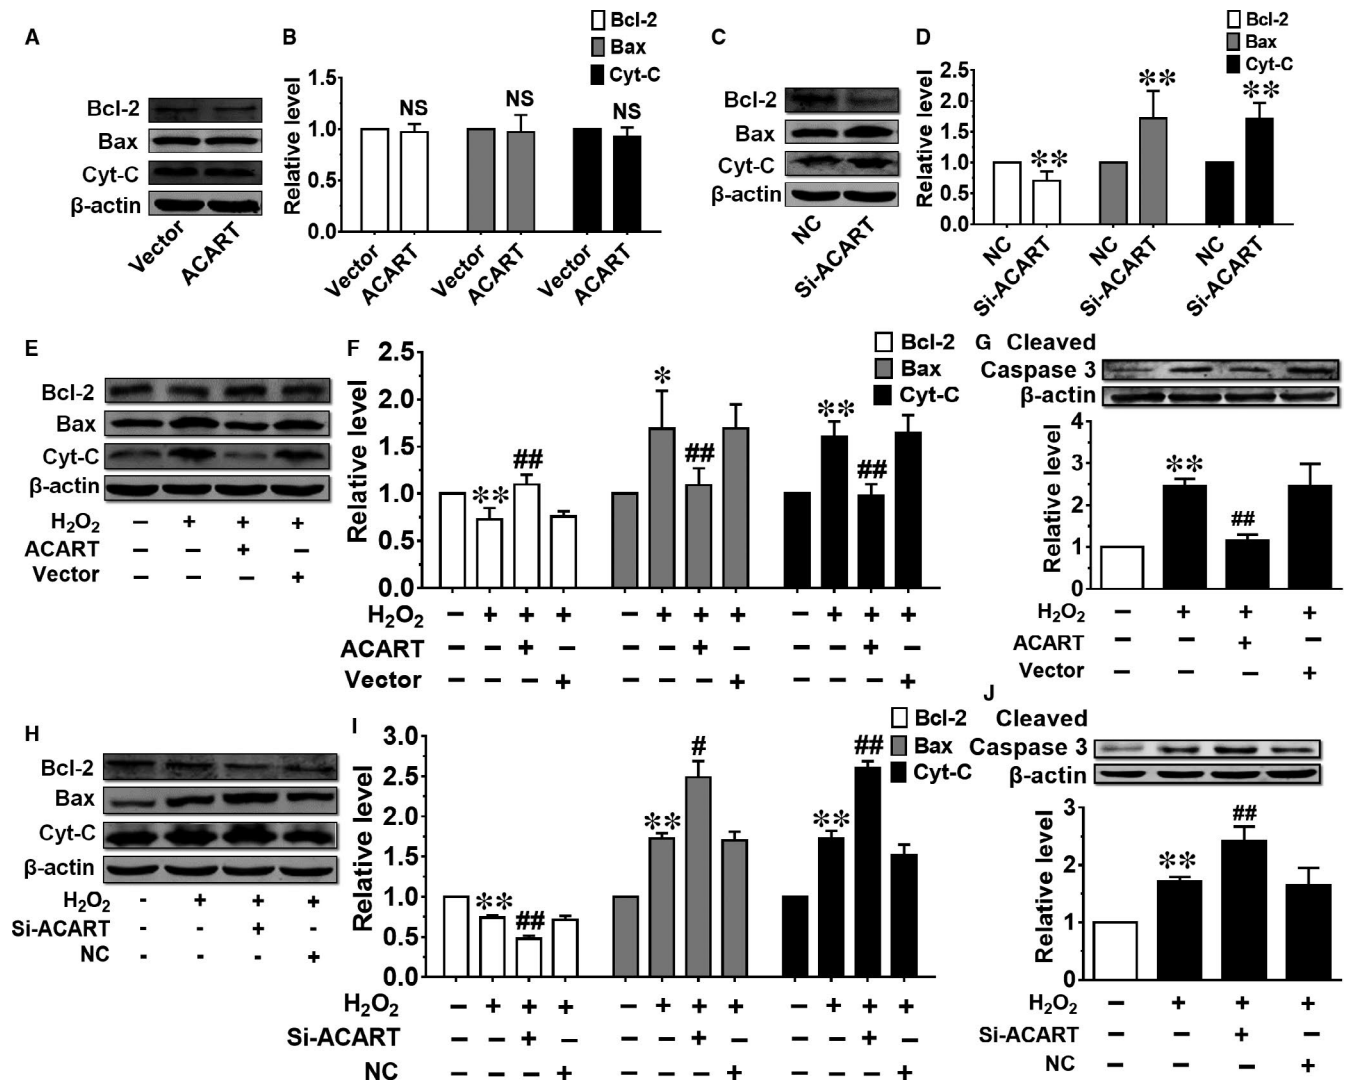 A
Bcl-2
Bax
Cyt-C
β-actin
Vector
ACART
B
Bcl-2
Bax
Cyt-C
Relative level
1.5
1.0
0.5
0.0
NS
NS
NS
Vector
ACART
Vector
ACART
Vector
ACART
C
Bcl-2
Bax
Cyt-C
β-actin
NC
Si-ACART
D
Bcl-2
Bax
Cyt-C
Relative level
2.5
2.0
1.5
1.0
0.5
0.0
**
**
**
NC
Si-ACART
NC
Si-ACART
NC
Si-ACART
E
Bcl-2
Bax
Cyt-C
β-actin
H₂O₂ – + + +
ACART – – + –
Vector – – – +
F
Bcl-2
Bax
Cyt-C
Relative level
2.5
2.0
1.5
1.0
0.5
0.0
** ## * ## ** ##
H₂O₂ – + + + – + + + – + + +
ACART – – + – – – + – – – + –
Vector – – – + – – – + – – – +
G Cleaved
Caspase 3
β-actin
Relative level
4
3
2
1
0
** ##
H₂O₂ – + + +
ACART – – + –
Vector – – – +
H
Bcl-2
Bax
Cyt-C
β-actin
H₂O₂ - + + +
Si-ACART - - + -
NC - - - +
I
Bcl-2
Bax
Cyt-C
Relative level
3.0
2.5
2.0
1.5
1.0
0.5
0.0
** ## ** # ** ##
H₂O₂ – + + + – + + + – + + +
Si-ACART – – + – – – + – – – + –
NC – – – + – – – + – – – +
J
Cleaved
Caspase 3
β-actin
Relative level
3
2
1
0
** ##
H₂O₂ – + + +
Si-ACART – – + –
NC – – – +